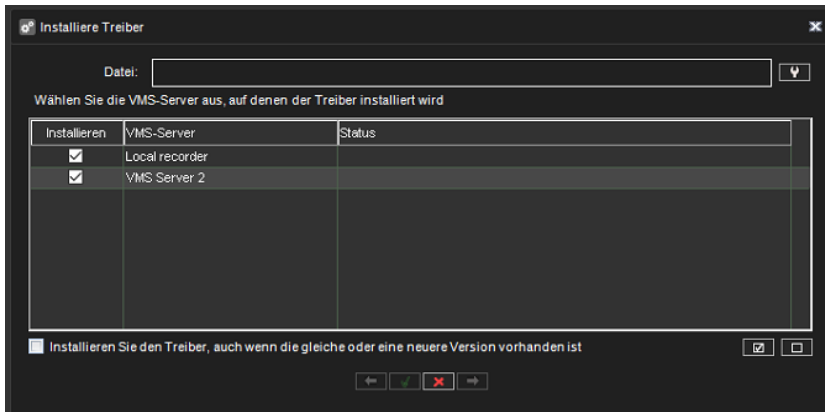 Installiere Treiber
Datei:
Wählen Sie die VMS-Server aus, auf denen der Treiber installiert wird
Installieren VMS-Server Status
Local recorder
VMS Server 2
Installieren Sie den Treiber, auch wenn die gleiche oder eine neuere Version vorhanden ist